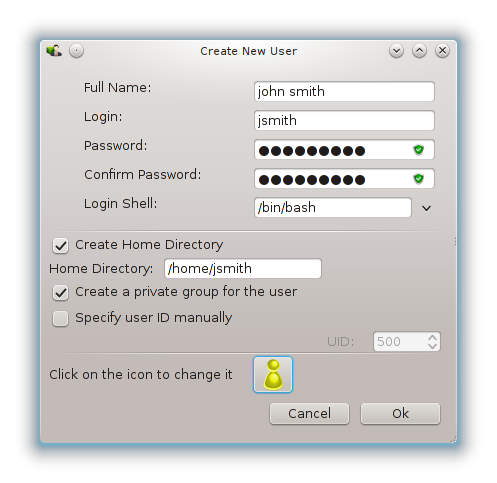 Create New User
Full Name: john smith
Login: jsmith
Password: ●●●●●●●●●
Confirm Password: ●●●●●●●●●
Login Shell: /bin/bash
Create Home Directory
Home Directory: /home/jsmith
Create a private group for the user
Specify user ID manually
UID: 500
Click on the icon to change it
Cancel Ok